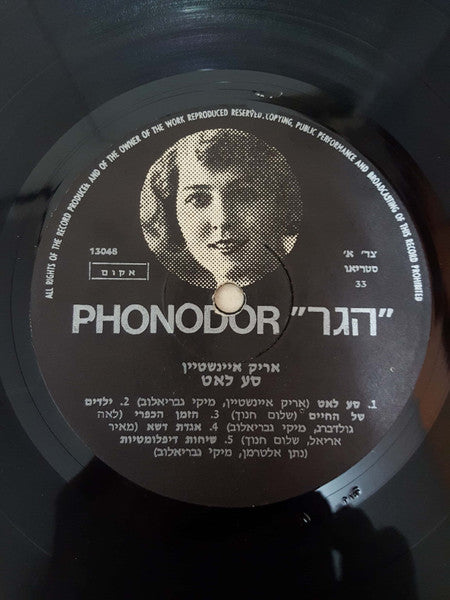 ALL RIGHTS OF THE RECORD PRODUCER AND OF THE OWNER OF THE WORK REPRODUCED RESERVED. COPYING, PUBLIC PERFORMANCE AND BROADCASTING OF THIS RECORD PROHIBITED
13048
אקום
צד א'
סטריאו
33
PHONODOR "הגר"
אריק איינשטיין
סע לאט
1. סע לאט (אריק איינשטיין, מיקי גבריאלוב) 2. ילדים
של החיים (שלום חנוך) 3. הזמן הכפרי (לאה
גולדברג, מיקי גבריאלוב) 4. אגדת דשא (מאיר
אריאל, שלום חנוך) 5. שיחות דיפלומטיות
(נתן אלתרמן, מיקי גבריאלוב)